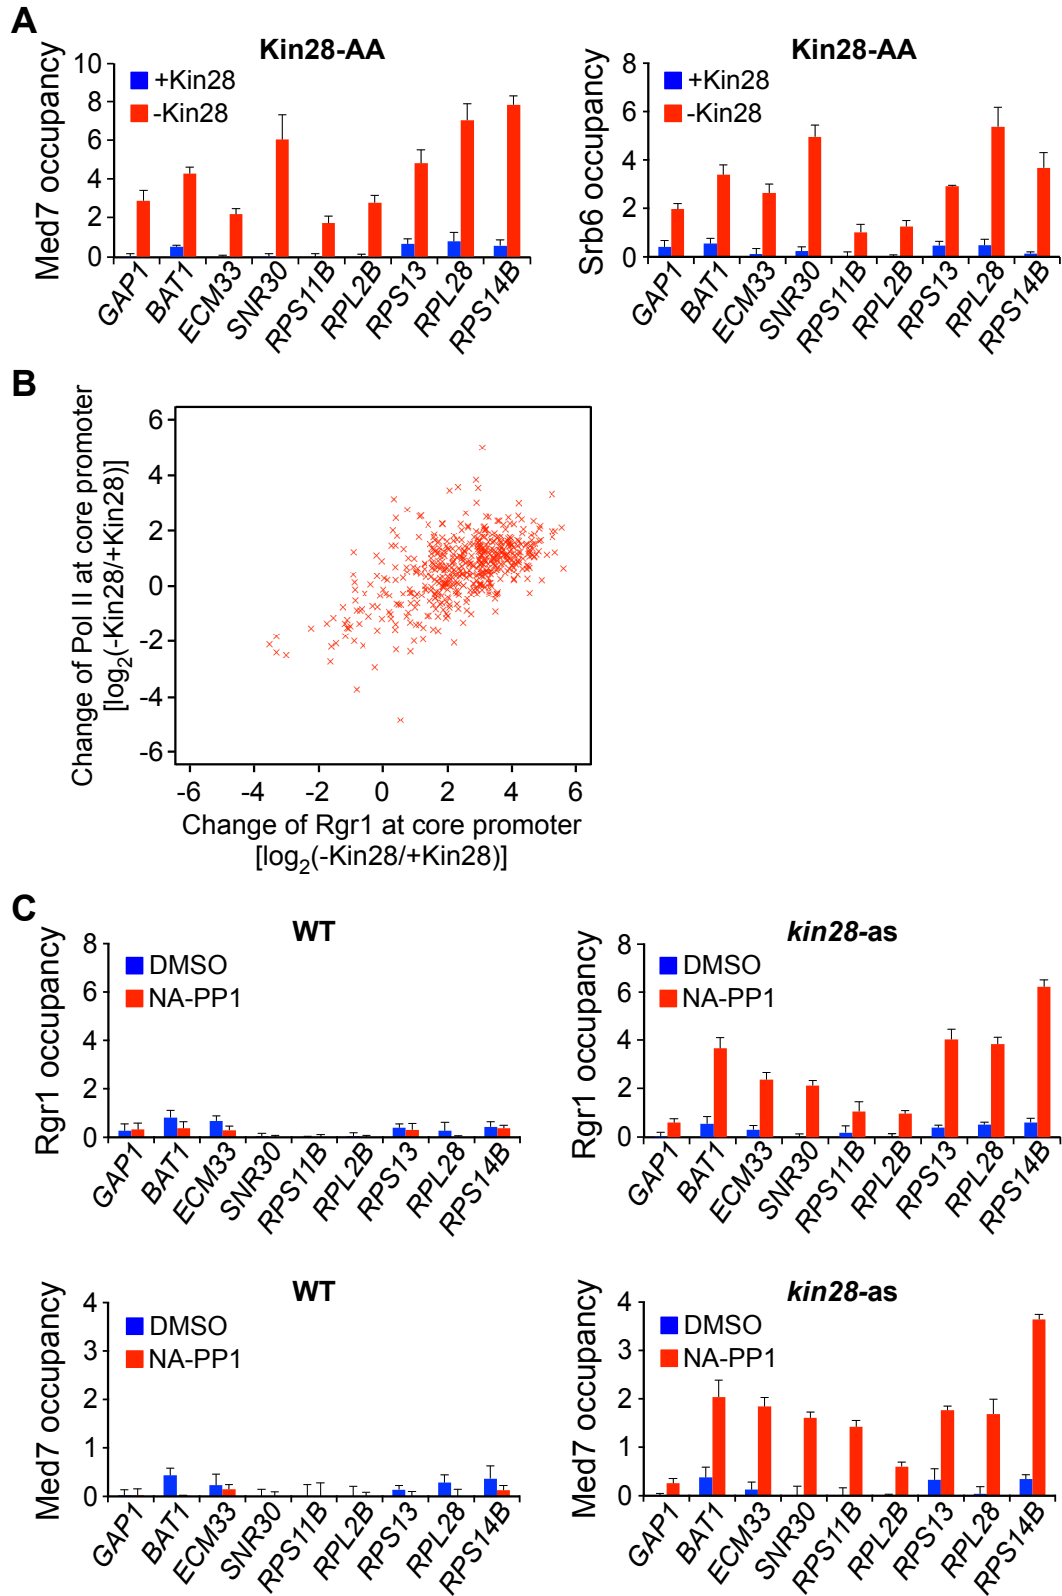 A
Kin28-AA
Med7 occupancy
10
8
6
4
2
0
+Kin28
-Kin28
GAP1
BAT1
ECM33
SNR30
RPS11B
RPL2B
RPS13
RPL28
RPS14B
Kin28-AA
Srb6 occupancy
8
6
4
2
0
+Kin28
-Kin28
GAP1
BAT1
ECM33
SNR30
RPS11B
RPL2B
RPS13
RPL28
RPS14B
B
Change of Pol II at core promoter
[log2(-Kin28/+Kin28)]
6
4
2
0
-2
-4
-6
-6 -4 -2 0 2 4 6
Change of Rgr1 at core promoter
[log2(-Kin28/+Kin28)]
C
WT
Rgr1 occupancy
8
6
4
2
0
DMSO
NA-PP1
GAP1
BAT1
ECM33
SNR30
RPS11B
RPL2B
RPS13
RPL28
RPS14B
kin28-as
Rgr1 occupancy
8
6
4
2
0
DMSO
NA-PP1
GAP1
BAT1
ECM33
SNR30
RPS11B
RPL2B
RPS13
RPL28
RPS14B
WT
Med7 occupancy
4
3
2
1
0
DMSO
NA-PP1
GAP1
BAT1
ECM33
SNR30
RPS11B
RPL2B
RPS13
RPL28
RPS14B
kin28-as
Med7 occupancy
4
3
2
1
0
DMSO
NA-PP1
GAP1
BAT1
ECM33
SNR30
RPS11B
RPL2B
RPS13
RPL28
RPS14B